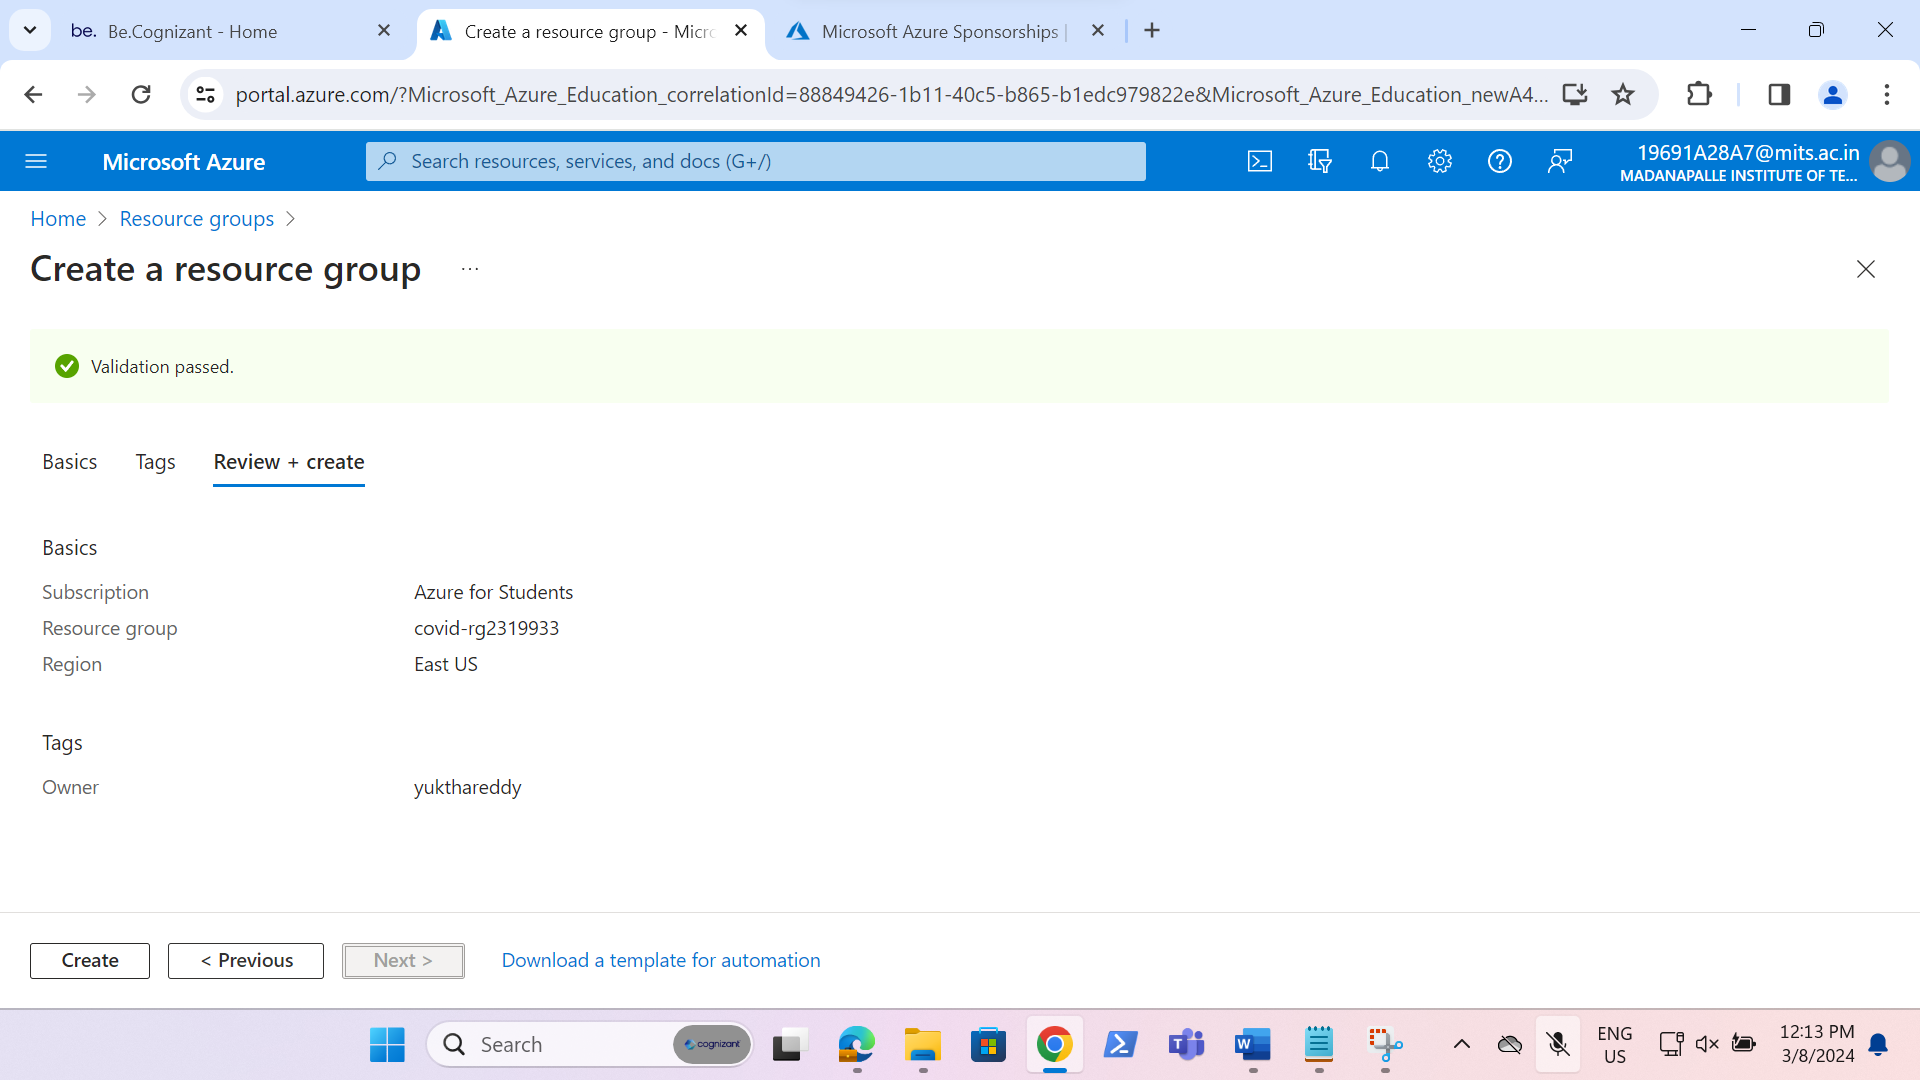 be. Be.Cognizant - Home
Create a resource group - Micro
Microsoft Azure Sponsorships |
portal.azure.com/?Microsoft_Azure_Education_correlationId=88849426-1b11-40c5-b865-b1edc979822e&Microsoft_Azure_Education_newA4...
Microsoft Azure
Search resources, services, and docs (G+/)
19691A28A7@mits.ac.in
MADANAPALLE INSTITUTE OF TE...
Home > Resource groups >
Create a resource group ...
Validation passed.
Basics Tags Review + create
Basics
Subscription Azure for Students
Resource group covid-rg2319933
Region East US
Tags
Owner yukthareddy
Create < Previous Next > Download a template for automation
Search cognizant
ENG
US
12:13 PM
3/8/2024